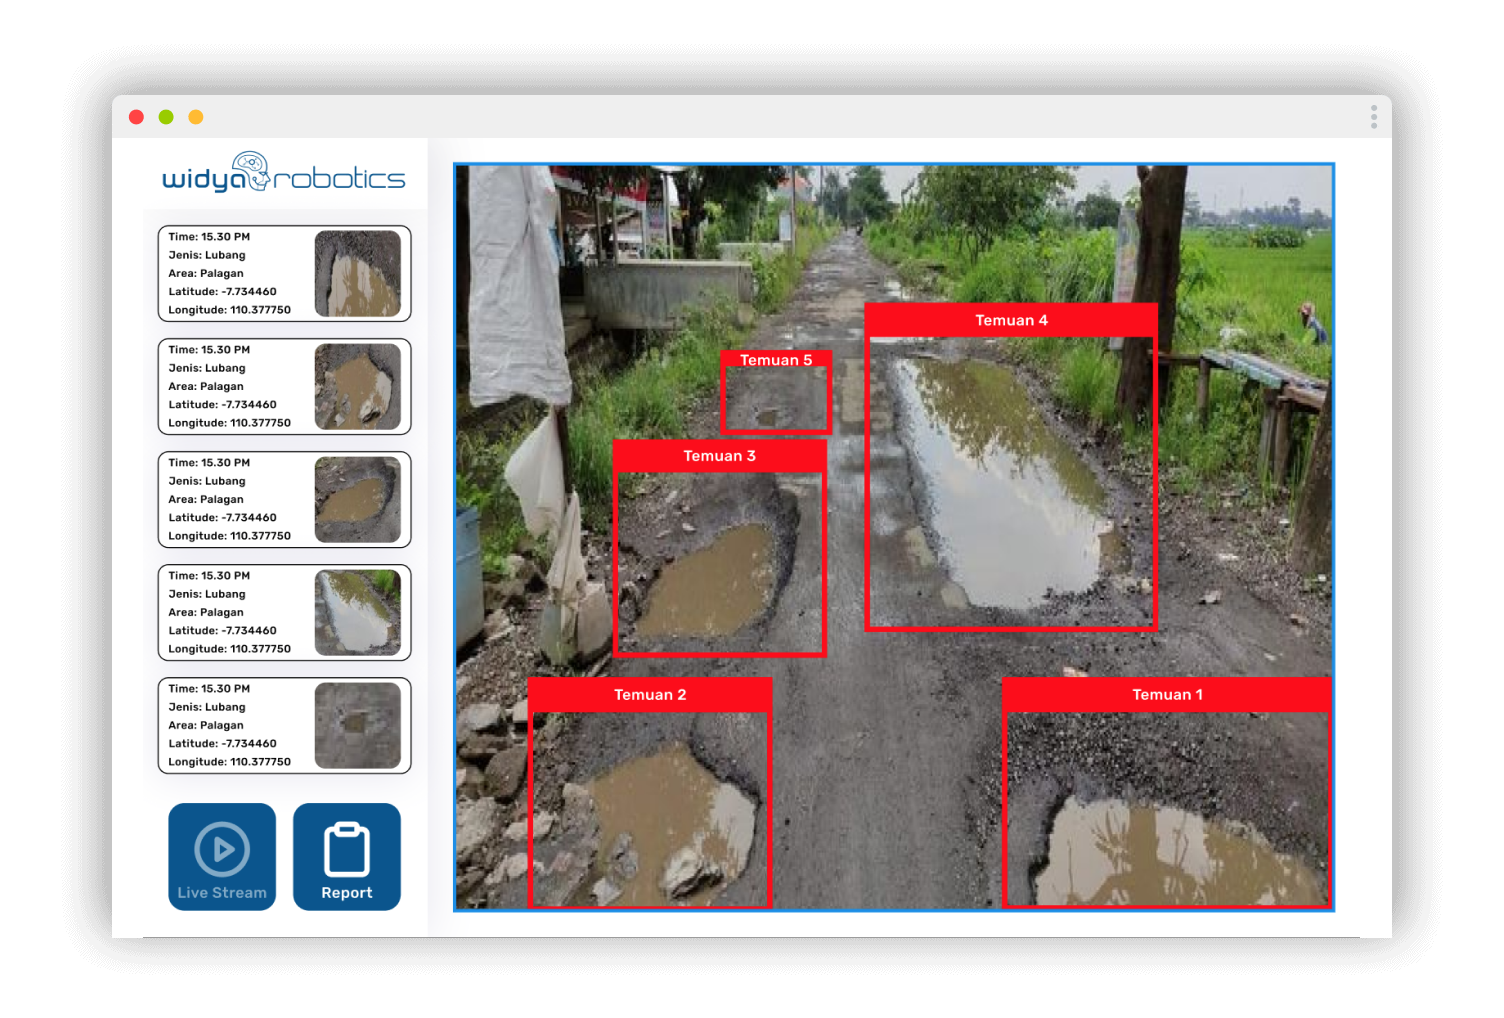 widya robotics
Time: 15.30 PM
Jenis: Lubang
Area: Palagan
Latitude: -7.734460
Longitude: 110.377750
Time: 15.30 PM
Jenis: Lubang
Area: Palagan
Latitude: -7.734460
Longitude: 110.377750
Time: 15.30 PM
Jenis: Lubang
Area: Palagan
Latitude: -7.734460
Longitude: 110.377750
Time: 15.30 PM
Jenis: Lubang
Area: Palagan
Latitude: -7.734460
Longitude: 110.377750
Time: 15.30 PM
Jenis: Lubang
Area: Palagan
Latitude: -7.734460
Longitude: 110.377750
Live Stream
Report
Temuan 4
Temuan 5
Temuan 3
Temuan 2
Temuan 1